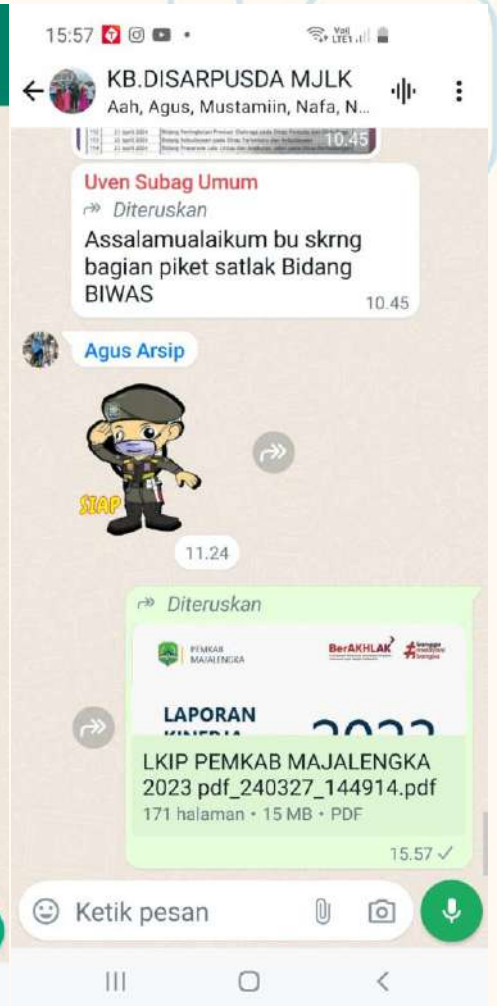 15:57
KB.DISARPUSDA MJLK
Aah, Agus, Mustamiin, Nafa, N...
10.45
Uven Subag Umum
Diteruskan
Assalamualaikum bu skrng
bagian piket satlak Bidang
BIWAS
10.45
Agus Arsip
SIAP
11.24
Diteruskan
PEMKAB
MAJALENGKA
BerAKHLAK
LAPORAN
KINERJA
2023
LKIP PEMKAB MAJALENGKA
2023 pdf_240327_144914.pdf
171 halaman • 15 MB • PDF
15.57
Ketik pesan